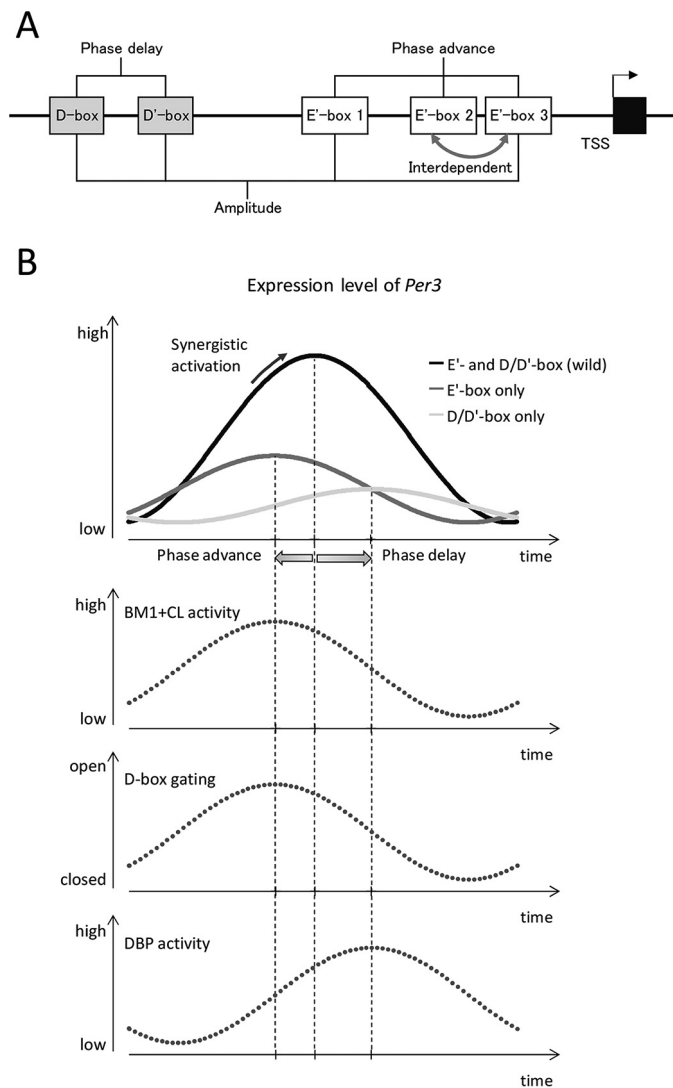 A
Phase delay
Phase advance
D-box
D'-box
E'-box 1
E'-box 2
E'-box 3
TSS
Interdependent
Amplitude
B
Expression level of Per3
high
Synergistic
activation
E'- and D/D'-box (wild)
E'-box only
D/D'-box only
low
Phase advance
Phase delay
time
high
BM1+CL activity
low
time
open
D-box gating
closed
time
high
DBP activity
low
time